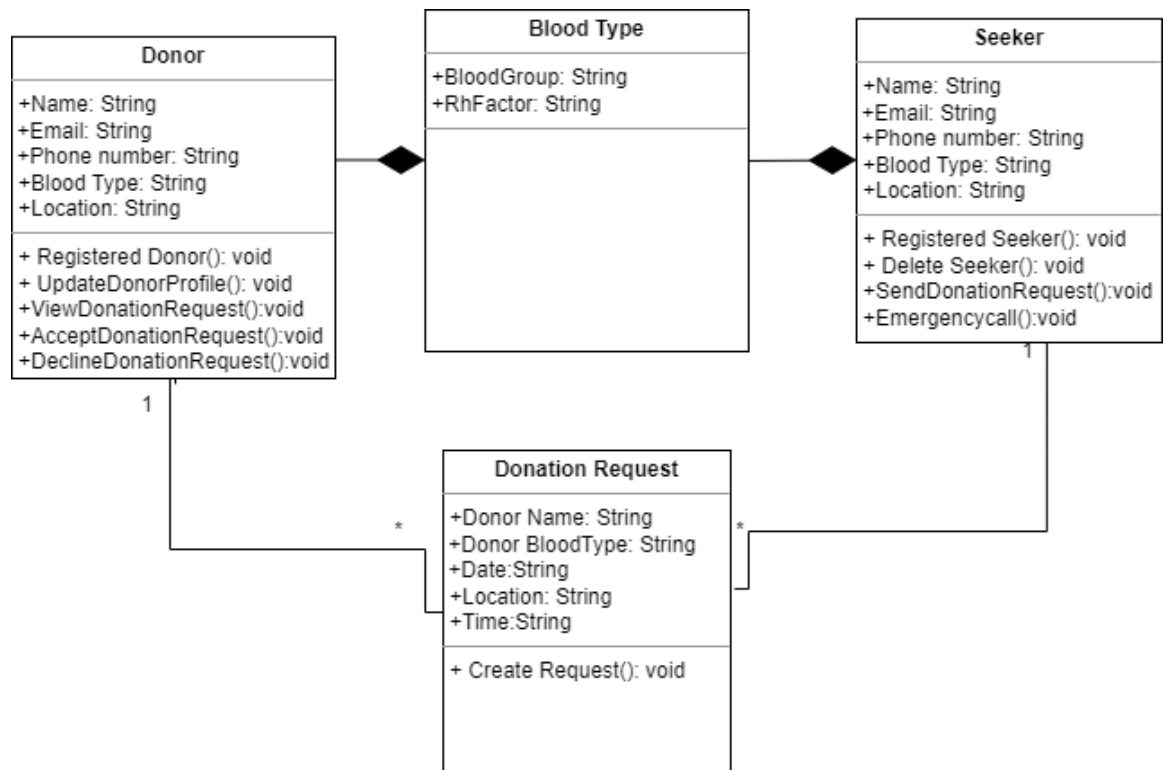 Donor
+Name: String
+Email: String
+Phone number: String
+Blood Type: String
+Location: String
+ Registered Donor(): void
+ UpdateDonorProfile(): void
+ViewDonationRequest():void
+AcceptDonationRequest():void
+DeclineDonationRequest():void
Blood Type
+BloodGroup: String
+RhFactor: String
Seeker
+Name: String
+Email: String
+Phone number: String
+Blood Type: String
+Location: String
+ Registered Seeker(): void
+ Delete Seeker(): void
+SendDonationRequest():void
+Emergencycall():void
1
1
*
*
Donation Request
+Donor Name: String
+Donor BloodType: String
+Date:String
+Location: String
+Time:String
+ Create Request(): void